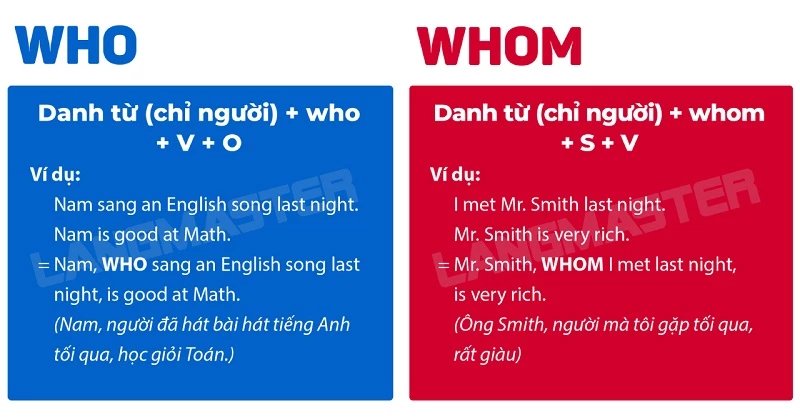 WHO
Danh từ (chỉ người) + who
+ V + O
Ví dụ:
Nam sang an English song last night.
Nam is good at Math.
= Nam, WHO sang an English song last
night, is good at Math.
(Nam, người đã hát bài hát tiếng Anh
tối qua, học giỏi Toán.)
LANGMASTER
WHOM
Danh từ (chỉ người) + whom
+ S + V
Ví dụ:
I met Mr. Smith last night.
Mr. Smith is very rich.
= Mr. Smith, WHOM I met last night,
is very rich.
(Ông Smith, người mà tôi gặp tối qua,
rất giàu)
LANGMASTER